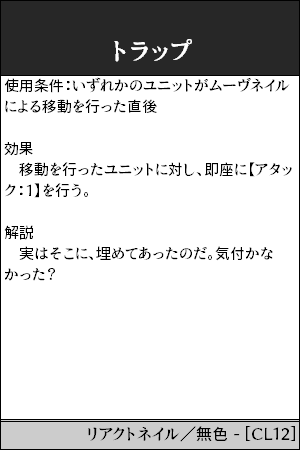 トラップ
使用条件：いずれかのユニットがムーヴネイル
による移動を行った直後
効果
　移動を行ったユニットに対し、即座に【アタッ
ク：1】を行う。
解説
　実はそこに、埋めてあったのだ。気付かな
かった？
リアクトネイル／無色 - [CL12]